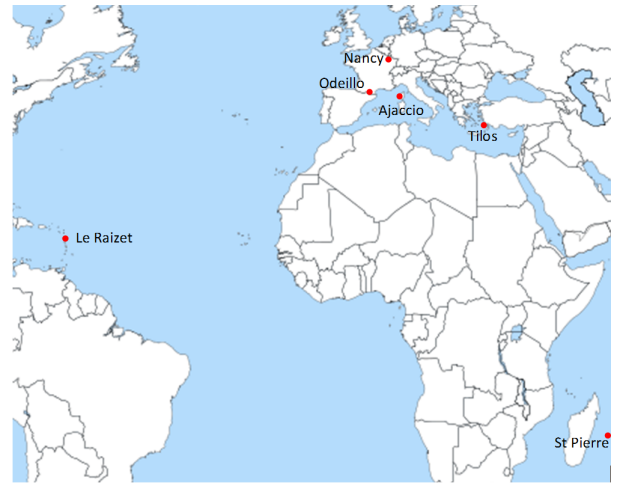 Nancy
Odeillo
Ajaccio
Tilos
Le Raizet
St Pierre